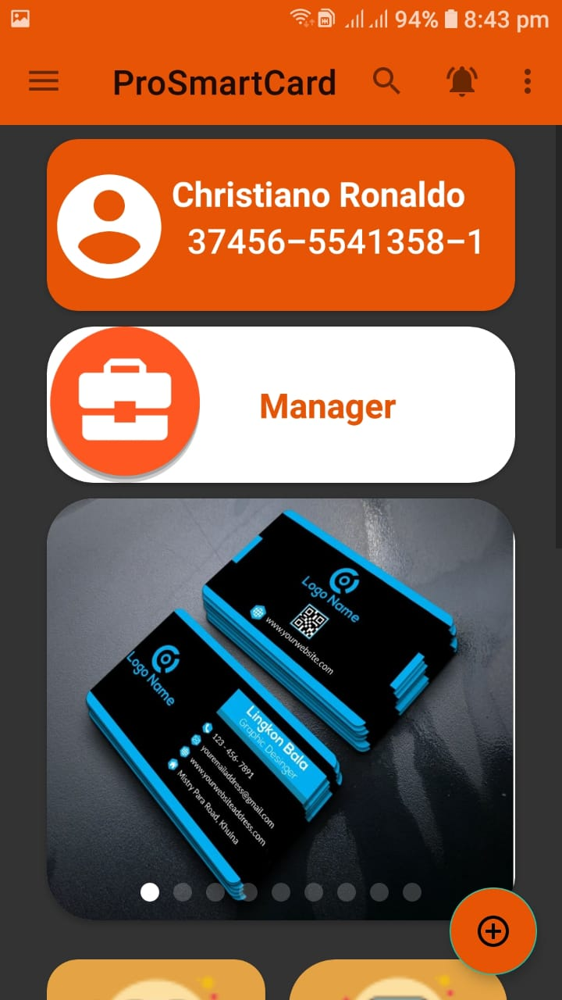 94% 8:43 pm
ProSmartCard
Christiano Ronaldo
37456-5541358-1
Manager
Logo Name
www.yourwebsite.com
Logo Name
Lingkon Bala
Graphic Desinger
123 - 456- 7891
youremailaddress@gmail.com
www.yourwebsiteaddress.com
Mistry Para Road, Khulna